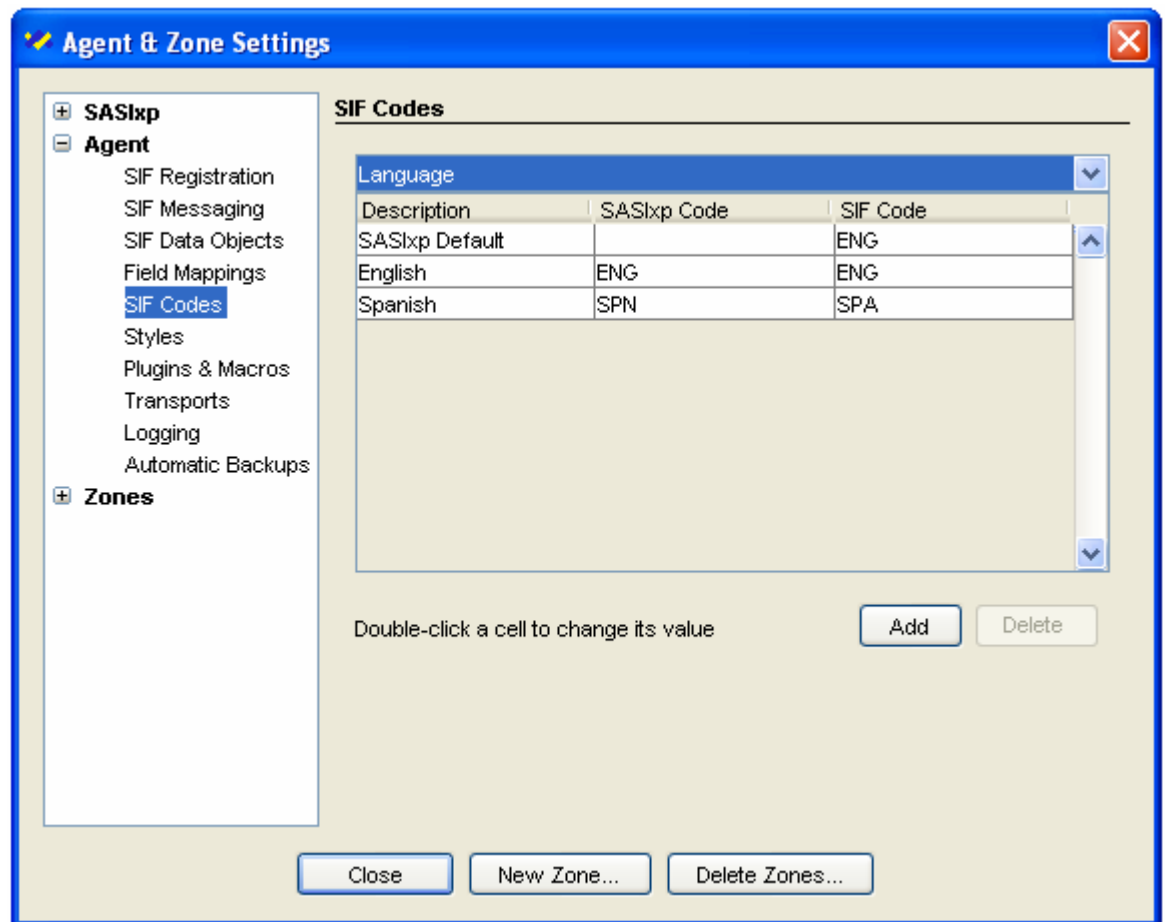 Agent & Zone Settings
SASIxp
Agent
SIF Registration
SIF Messaging
SIF Data Objects
Field Mappings
SIF Codes
Styles
Plugins & Macros
Transports
Logging
Automatic Backups
Zones
SIF Codes
Language
Description SASIxp Code SIF Code
SASIxp Default ENG
English ENG ENG
Spanish SPN SPA
Double-click a cell to change its value
Add Delete
Close New Zone... Delete Zones...